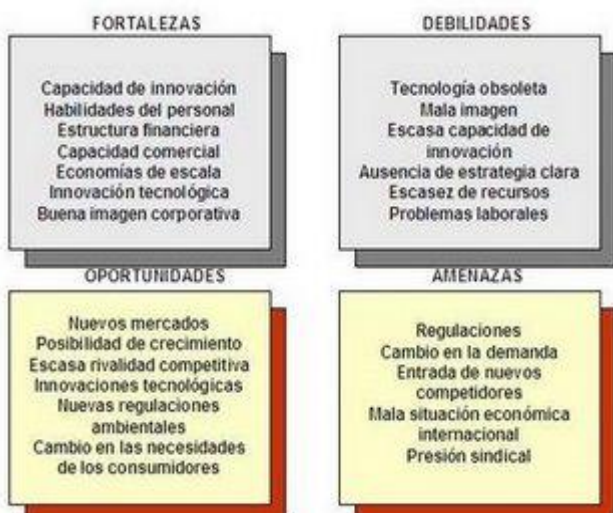 FORTALEZAS
Capacidad de innovación
Habilidades del personal
Estructura financiera
Capacidad comercial
Economías de escala
Innovación tecnológica
Buena imagen corporativa
DEBILIDADES
Tecnología obsoleta
Mala imagen
Escasa capacidad de
innovación
Ausencia de estrategia clara
Escasez de recursos
Problemas laborales
OPORTUNIDADES
Nuevos mercados
Posibilidad de crecimiento
Escasa rivalidad competitiva
Innovaciones tecnológicas
Nuevas regulaciones
ambientales
Cambio en las necesidades
de los consumidores
AMENAZAS
Regulaciones
Cambio en la demanda
Entrada de nuevos
competidores
Mala situación económica
internacional
Presión sindical